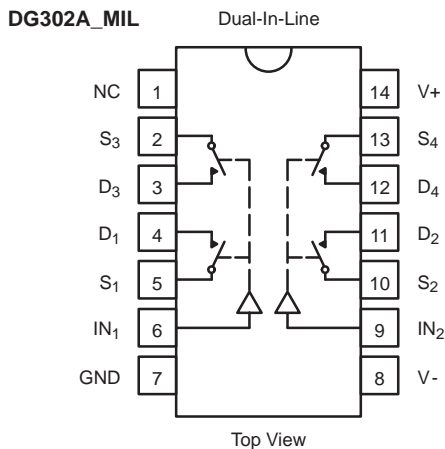 DG302A_MIL
Dual-In-Line
NC 1 14 V+
S3 2 13 S4
D3 3 12 D4
D1 4 11 D2
S1 5 10 S2
IN1 6 9 IN2
GND 7 8 V-
Top View